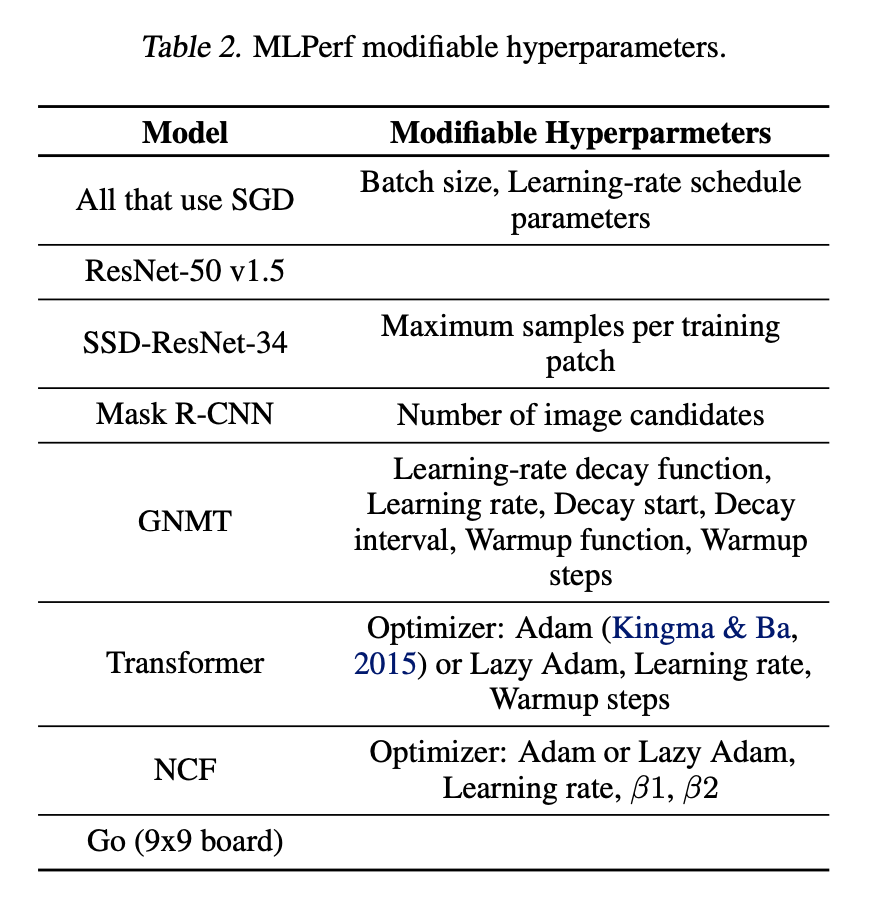 Table 2. MLPerf modifiable hyperparameters.
Model Modifiable Hyperparmeters
All that use SGD Batch size, Learning-rate schedule
parameters
ResNet-50 v1.5
SSD-ResNet-34 Maximum samples per training
patch
Mask R-CNN Number of image candidates
GNMT Learning-rate decay function,
Learning rate, Decay start, Decay
interval, Warmup function, Warmup
steps
Transformer Optimizer: Adam (Kingma & Ba,
2015) or Lazy Adam, Learning rate,
Warmup steps
NCF Optimizer: Adam or Lazy Adam,
Learning rate, β1, β2
Go (9x9 board)